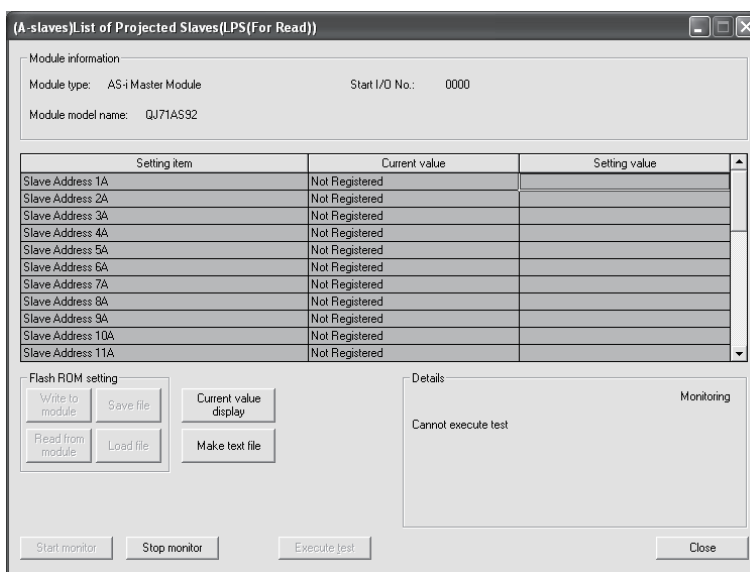 (A-slaves)List of Projected Slaves(LPS(For Read))
Module information
Module type: AS-i Master Module Start I/O No.: 0000
Module model name: QJ71AS92
Setting item Current value Setting value
Slave Address 1A Not Registered
Slave Address 2A Not Registered
Slave Address 3A Not Registered
Slave Address 4A Not Registered
Slave Address 5A Not Registered
Slave Address 6A Not Registered
Slave Address 7A Not Registered
Slave Address 8A Not Registered
Slave Address 9A Not Registered
Slave Address 10A Not Registered
Slave Address 11A Not Registered
Flash ROM setting
Write to module
Save file
Current value display
Read from module
Load file
Make text file
Details
Monitoring
Cannot execute test
Start monitor Stop monitor Execute test Close